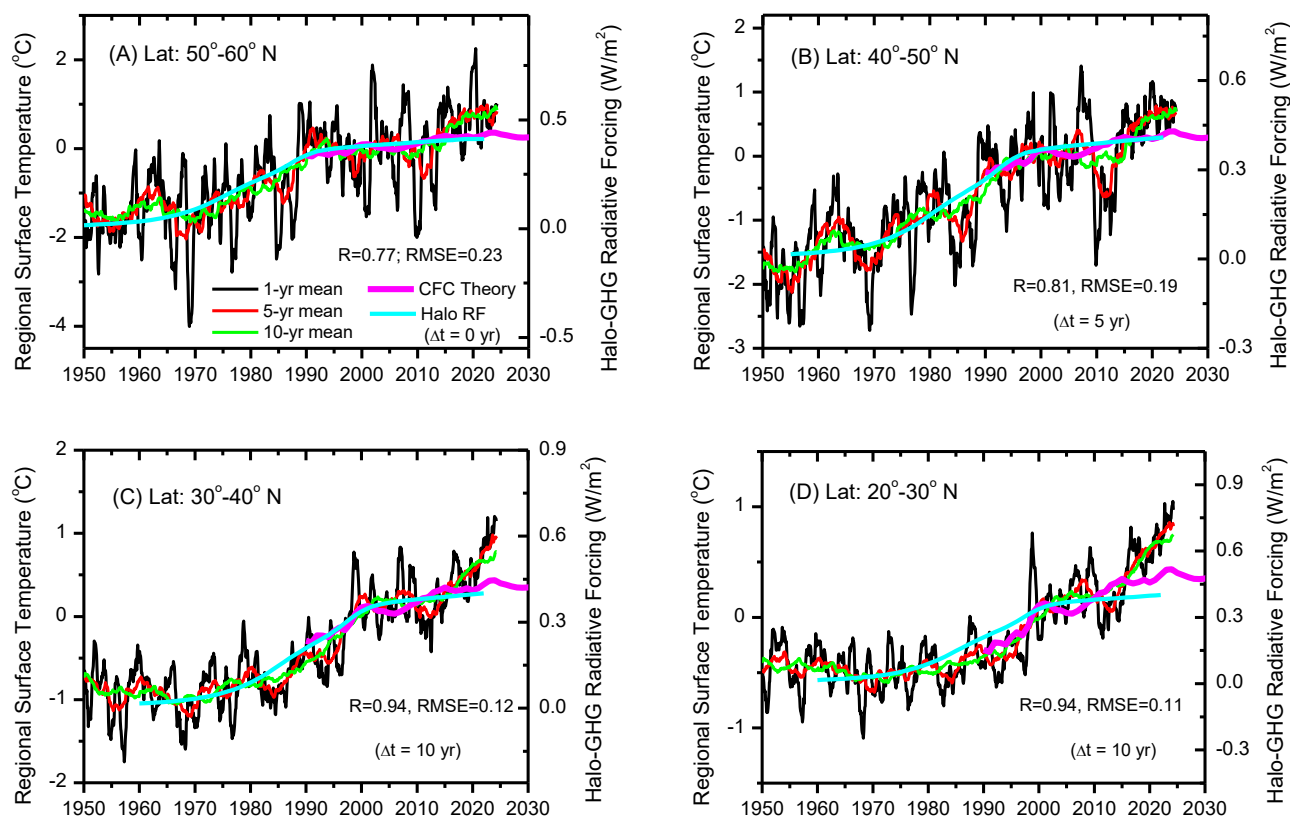 (A) Lat: 50°-60° N
Regional Surface Temperature (°C)
2
0
-2
-4
Halo-GHG Radiative Forcing (W/m²)
0.5
0.0
-0.5
R=0.77; RMSE=0.23
1-yr mean
5-yr mean
10-yr mean
CFC Theory
Halo RF
(Δt = 0 yr)
1950 1960 1970 1980 1990 2000 2010 2020 2030
(B) Lat: 40°-50° N
Regional Surface Temperature (°C)
2
1
0
-1
-2
-3
Halo-GHG Radiative Forcing (W/m²)
0.6
0.3
0.0
-0.3
R=0.81, RMSE=0.19
(Δt = 5 yr)
1950 1960 1970 1980 1990 2000 2010 2020 2030
(C) Lat: 30°-40° N
Regional Surface Temperature (°C)
2
1
0
-1
-2
Halo-GHG Radiative Forcing (W/m²)
0.9
0.6
0.3
0.0
R=0.94, RMSE=0.12
(Δt = 10 yr)
1950 1960 1970 1980 1990 2000 2010 2020 2030
(D) Lat: 20°-30° N
Regional Surface Temperature (°C)
1
0
-1
Halo-GHG Radiative Forcing (W/m²)
0.9
0.6
0.3
0.0
-0.3
R=0.94, RMSE=0.11
(Δt = 10 yr)
1950 1960 1970 1980 1990 2000 2010 2020 2030